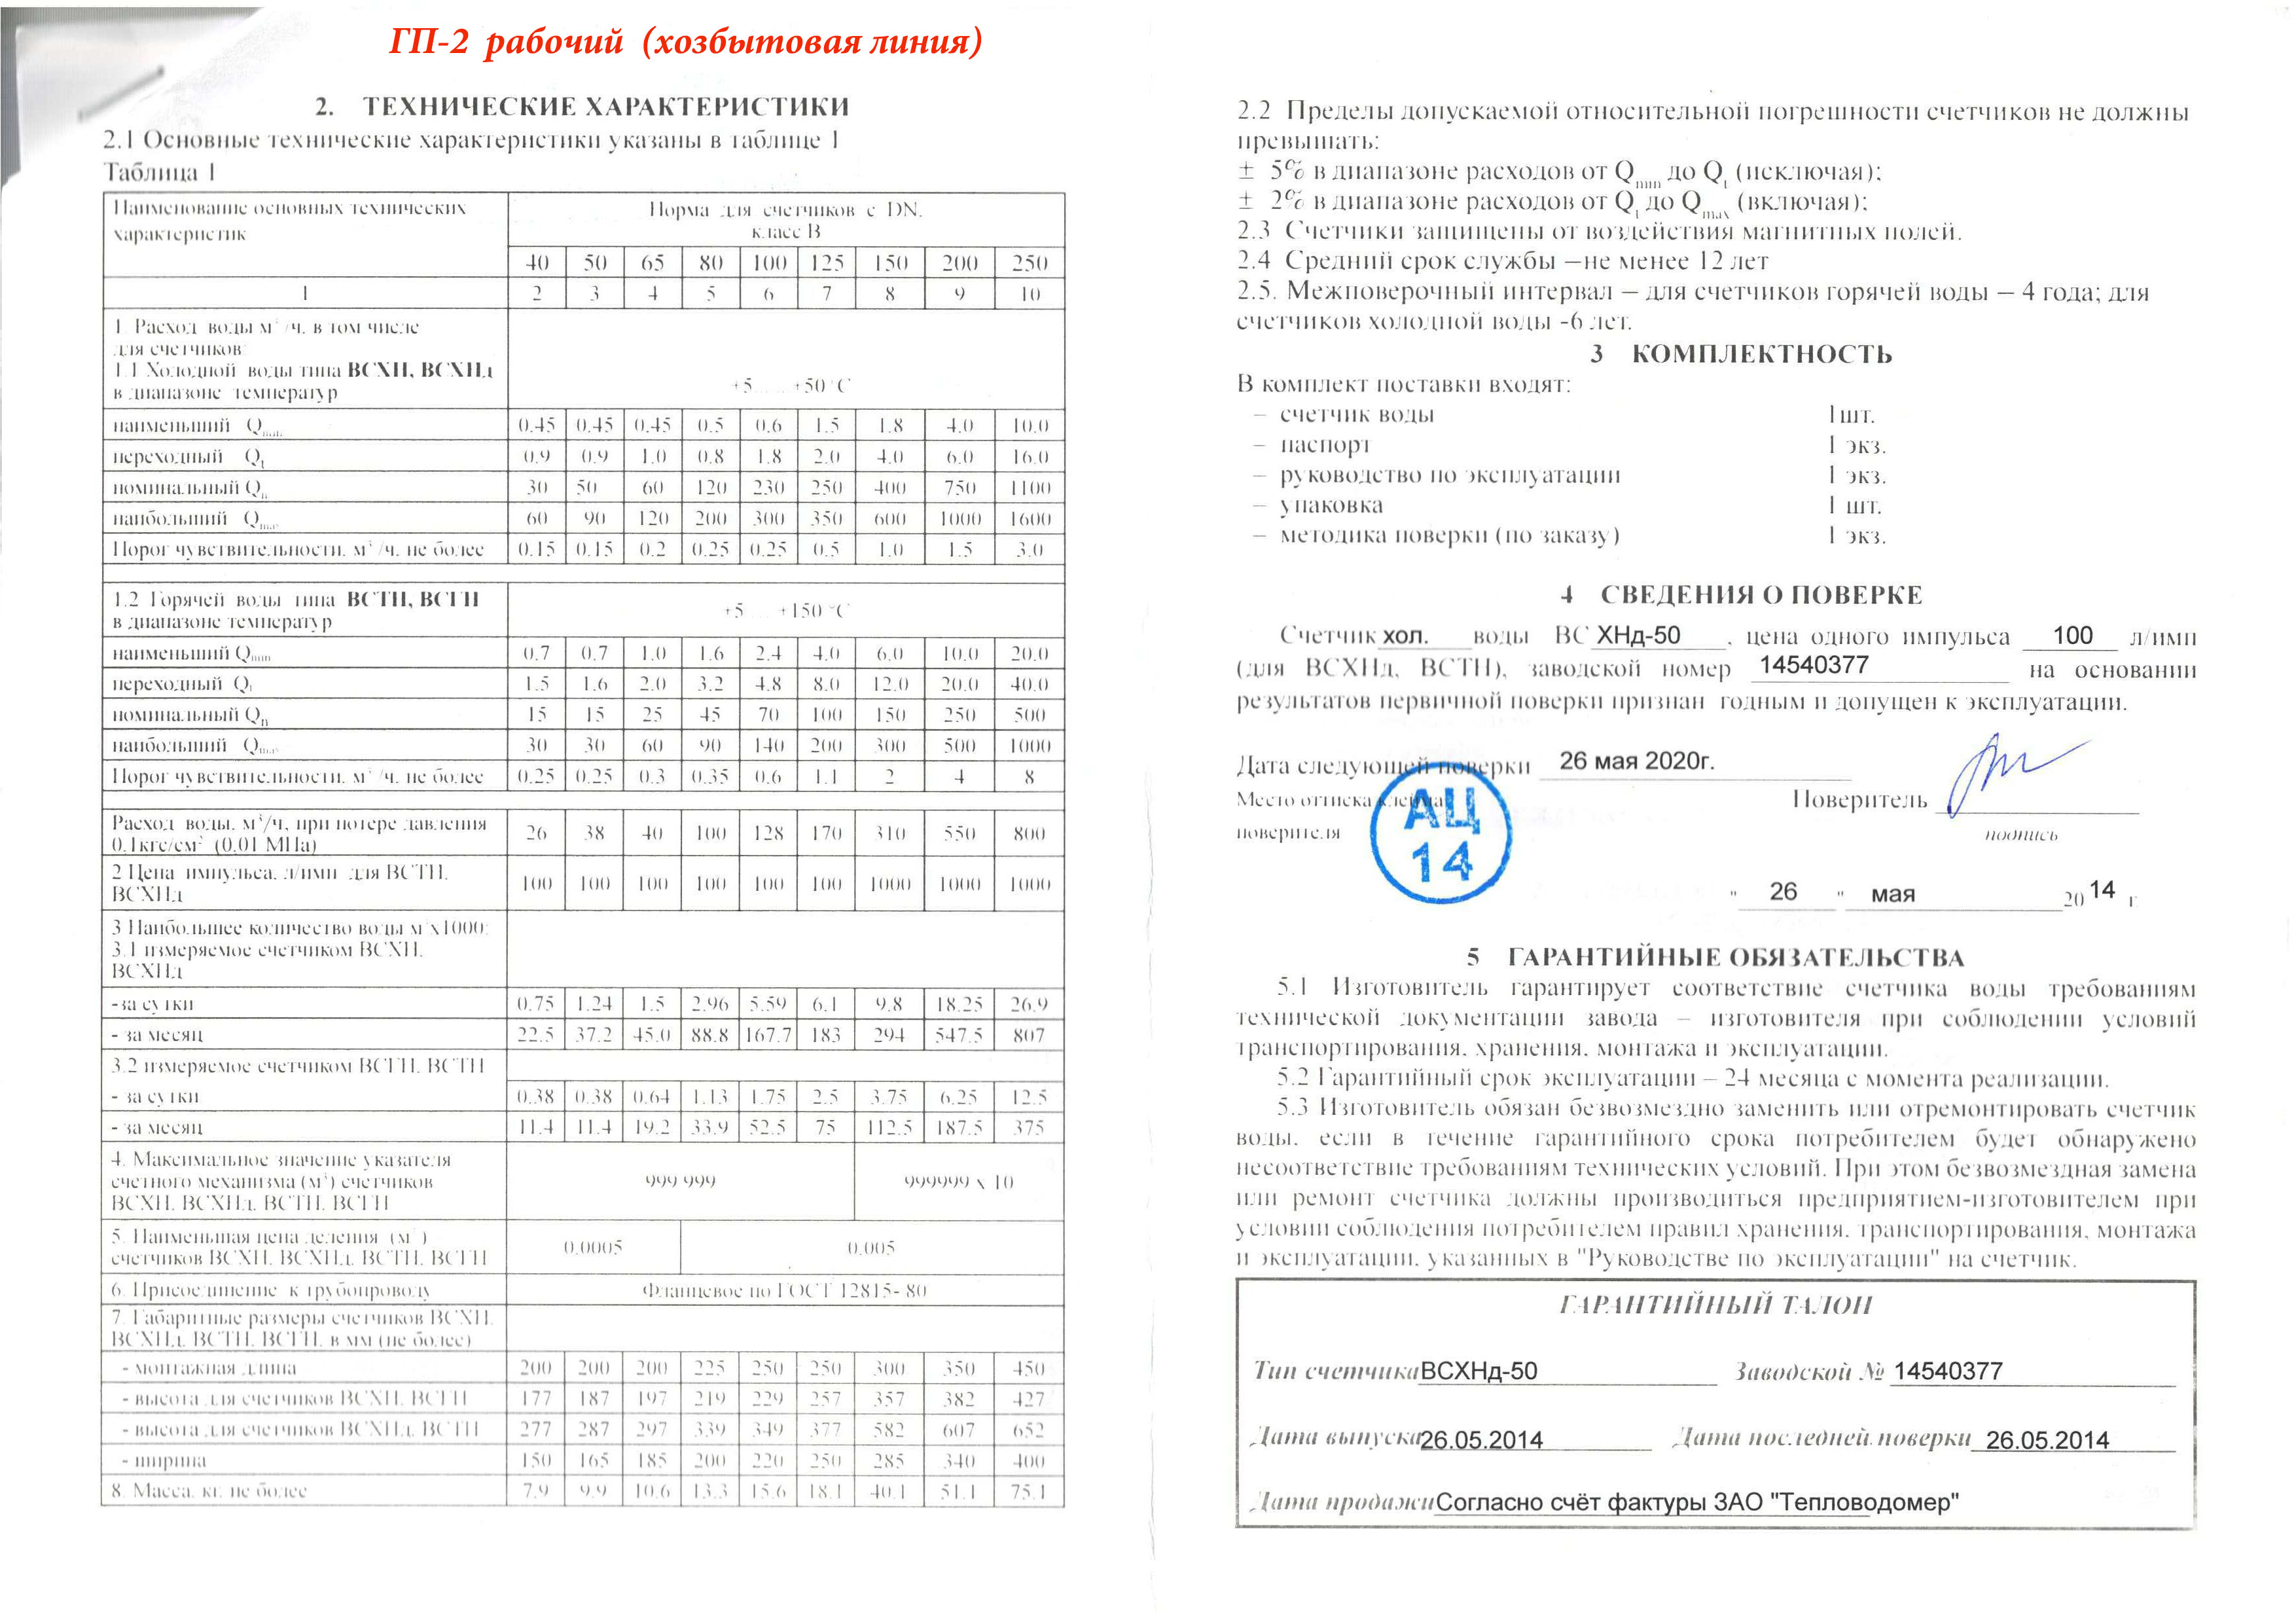 ГП-2 рабочий (хозбытовая линия)
2. ТЕХНИЧЕСКИЕ ХАРАКТЕРИСТИКИ
2.1 Основные технические характеристики указаны в таблице 1
Таблица 1
Наименование основных технических характеристик Норма для счетчиков с DN, класс В
40 50 65 80 100 125 150 200 250
1 2 3 4 5 6 7 8 9 10
1. Расход воды м³/ч, в том числе
для счетчиков
1.1 Холодной воды типа ВСХН, ВСХНд
в диапазоне температур +5......+50 °С
наименьший Qmin 0.45 0.45 0.45 0.5 0.6 1.5 1.8 4.0 10.0
переходный Qt 0.9 0.9 1.0 0.8 1.8 2.0 4.0 6.0 16.0
номинальный Qn 30 50 60 120 230 250 400 750 1100
наибольший Qmax 60 90 120 200 300 350 600 1000 1600
Порог чувствительности, м³/ч, не более 0.15 0.15 0.2 0.25 0.25 0.5 1.0 1.5 3.0
1.2 Горячей воды типа ВСТН, ВСГН
в диапазоне температур +5.....+150 °С
наименьший Qmin 0.7 0.7 1.0 1.6 2.4 4.0 6.0 10.0 20.0
переходный Qt 1.5 1.6 2.0 3.2 4.8 8.0 12.0 20.0 40.0
номинальный Qn 15 15 25 45 70 100 150 250 500
наибольший Qmax 30 30 60 90 140 200 300 500 1000
Порог чувствительности, м³/ч, не более 0.25 0.25 0.3 0.35 0.6 1.1 2 4 8
Расход воды, м³/ч, при потере давления
0,1кгс/см² (0,01 МПа) 26 38 40 100 128 170 310 550 800
2 Цена импульса, л/имп для ВСТН,
ВСХНд 100 100 100 100 100 100 1000 1000 1000
3 Наибольшее количество воды м³х1000:
3.1 измеряемое счетчиком ВСХН,
ВСХНд
-за сутки 0.75 1.24 1.5 2.96 5.59 6.1 9.8 18.25 26.9
- за месяц 22.5 37.2 45.0 88.8 167.7 183 294 547.5 807
3.2 измеряемое счетчиком ВСГН, ВСТН
- за сутки 0.38 0.38 0.64 1.13 1.75 2.5 3.75 6.25 12.5
- за месяц 11.4 11.4 19.2 33.9 52.5 75 112.5 187.5 375
4. Максимальное значение указателя
счетного механизма (м³) счетчиков
ВСХН, ВСХНд, ВСТН, ВСГН 999 999 999999 х 10
5. Наименьшая цена деления (м³)
счетчиков ВСХН, ВСХНд, ВСТН, ВСГН 0.0005 0.005
6. Присоединение к трубопроводу Фланцевое по ГОСТ 12815- 80
7. Габаритные размеры счетчиков ВСХН,
ВСХНд, ВСТН, ВСГН, в мм (не более)
- монтажная длина 200 200 200 225 250 250 300 350 450
- высота для счетчиков ВСХН, ВСГН 177 187 197 219 229 257 357 382 427
- высота для счетчиков ВСХНд, ВСТН 277 287 297 339 349 377 582 607 652
- ширина 150 165 185 200 220 250 285 340 400
8. Масса, кг, не более 7.9 9.9 10.6 13.3 15.6 18.1 40.1 51.1 75.1
2.2 Пределы допускаемой относительной погрешности счетчиков не должны
превышать:
± 5% в диапазоне расходов от Qmin до Qt (исключая);
± 2% в диапазоне расходов от Qt до Qmax (включая);
2.3 Счетчики защищены от воздействия магнитных полей.
2.4 Средний срок службы –не менее 12 лет
2.5. Межповерочный интервал – для счетчиков горячей воды – 4 года; для
счетчиков холодной воды -6 лет.
3 КОМПЛЕКТНОСТЬ
В комплект поставки входят:
– счетчик воды 1шт.
– паспорт 1 экз.
– руководство по эксплуатации 1 экз.
– упаковка 1 шт.
– методика поверки (по заказу) 1 экз.
4 СВЕДЕНИЯ О ПОВЕРКЕ
Счетчик хол. воды ВС ХНд-50, цена одного импульса 100 л/имп
(для ВСХНд, ВСТН), заводской номер 14540377 на основании
результатов первичной поверки признан годным и допущен к эксплуатации.
Дата следующей поверки 26 мая 2020г.
Место оттиска клейма Поверитель
поверителя подпись
АЦ
14
" 26 " мая 2014 г
5 ГАРАНТИЙНЫЕ ОБЯЗАТЕЛЬСТВА
5.1 Изготовитель гарантирует соответствие счетчика воды требованиям
технической документации завода – изготовителя при соблюдении условий
транспортирования, хранения, монтажа и эксплуатации.
5.2 Гарантийный срок эксплуатации – 24 месяца с момента реализации.
5.3 Изготовитель обязан безвозмездно заменить или отремонтировать счетчик
воды, если в течение гарантийного срока потребителем будет обнаружено
несоответствие требованиям технических условий. При этом безвозмездная замена
или ремонт счетчика должны производиться предприятием-изготовителем при
условии соблюдения потребителем правил хранения, транспортирования, монтажа
и эксплуатации, указанных в "Руководстве по эксплуатации" на счетчик.
ГАРАНТИЙНЫЙ ТАЛОН
Тип счетчика ВСХНд-50 Заводской № 14540377
Дата выпуска 26.05.2014 Дата последней поверки 26.05.2014
Дата продажи Согласно счёт фактуры ЗАО "Тепловодомер"